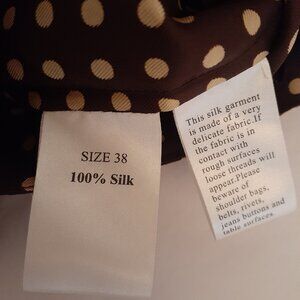 SIZE 38
100% Silk
This silk garment
is made of a very
delicate fabric.If
the fabric is in
contact with
rough surfaces
loose threads will
appear.Please
beware of
shoulder bags,
belts, rivets,
jeans buttons and
table surfaces